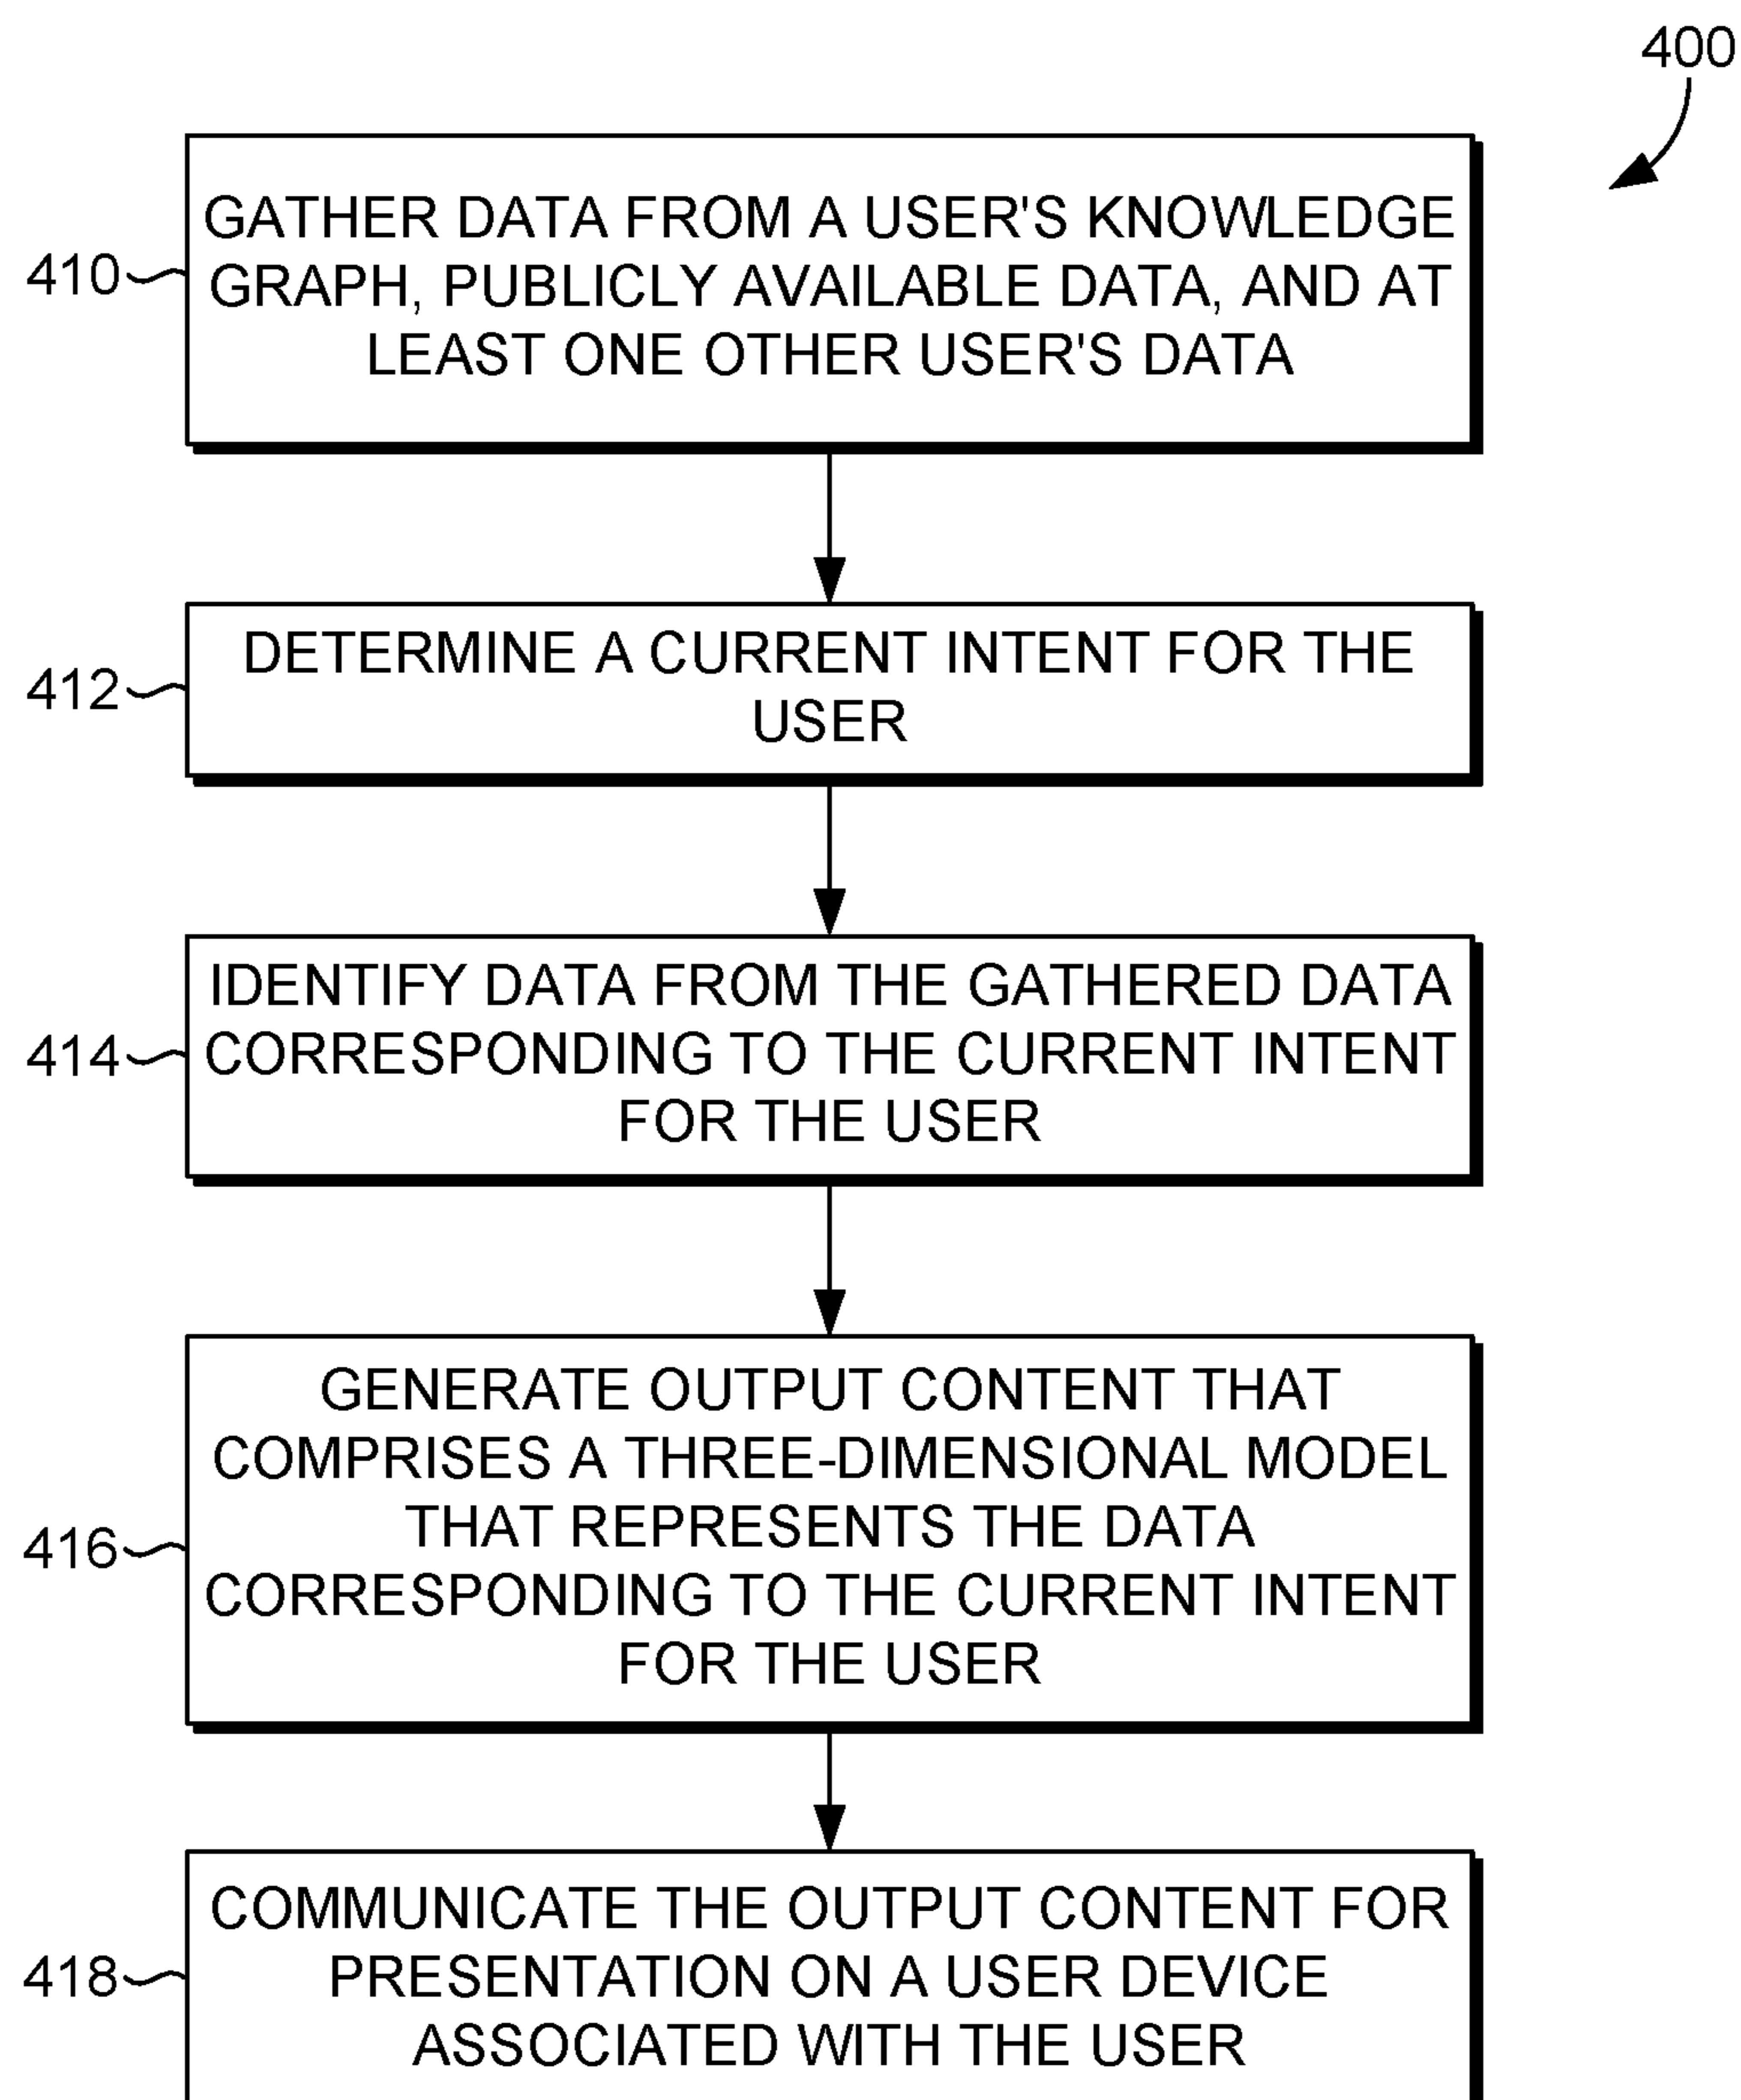 400
410
GATHER DATA FROM A USER'S KNOWLEDGE
GRAPH, PUBLICLY AVAILABLE DATA, AND AT
LEAST ONE OTHER USER'S DATA
412
DETERMINE A CURRENT INTENT FOR THE
USER
414
IDENTIFY DATA FROM THE GATHERED DATA
CORRESPONDING TO THE CURRENT INTENT
FOR THE USER
416
GENERATE OUTPUT CONTENT THAT
COMPRISES A THREE-DIMENSIONAL MODEL
THAT REPRESENTS THE DATA
CORRESPONDING TO THE CURRENT INTENT
FOR THE USER
418
COMMUNICATE THE OUTPUT CONTENT FOR
PRESENTATION ON A USER DEVICE
ASSOCIATED WITH THE USER